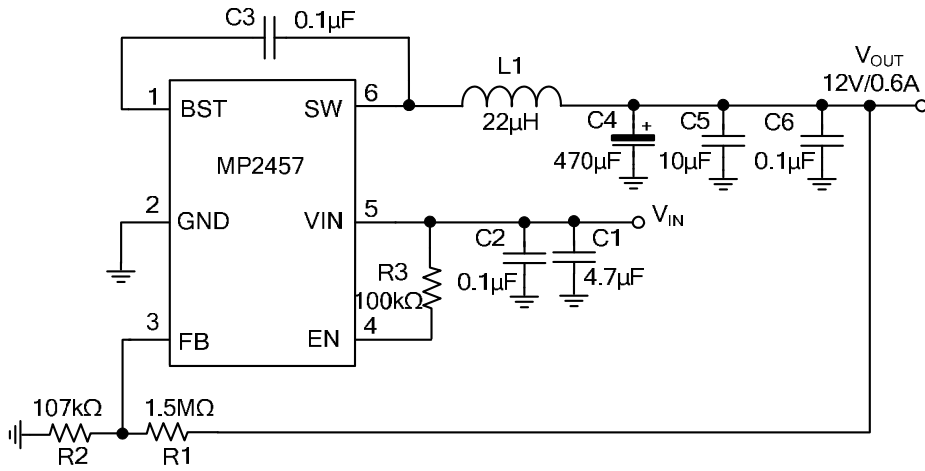 C3 0.1µF
1 BST
SW 6
L1
22µH
V_OUT
12V/0.6A
C4
+
470µF
C5
10µF
C6
0.1µF
MP2457
2 GND
VIN 5
V_IN
C2
0.1µF
C1
4.7µF
R3
100kΩ
3 FB
EN 4
107kΩ
R2
1.5MΩ
R1